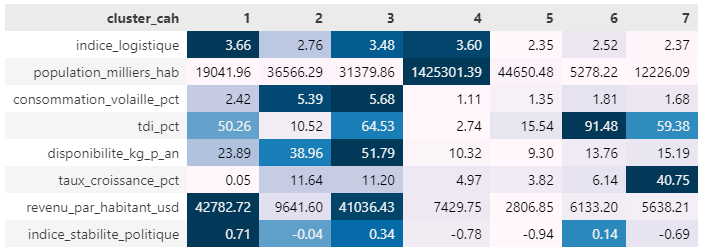 cluster_cah 1 2 3 4 5 6 7
indice_logistique 3.66 2.76 3.48 3.60 2.35 2.52 2.37
population_milliers_hab 19041.96 36566.29 31379.86 1425301.39 44650.48 5278.22 12226.09
consommation_volaille_pct 2.42 5.39 5.68 1.11 1.35 1.81 1.68
tdi_pct 50.26 10.52 64.53 2.74 15.54 91.48 59.38
disponibilite_kg_p_an 23.89 38.96 51.79 10.32 9.30 13.76 15.19
taux_croissance_pct 0.05 11.64 11.20 4.97 3.82 6.14 40.75
revenu_par_habitant_usd 42782.72 9641.60 41036.43 7429.75 2806.85 6133.20 5638.21
indice_stabilite_politique 0.71 -0.04 0.34 -0.78 -0.94 0.14 -0.69